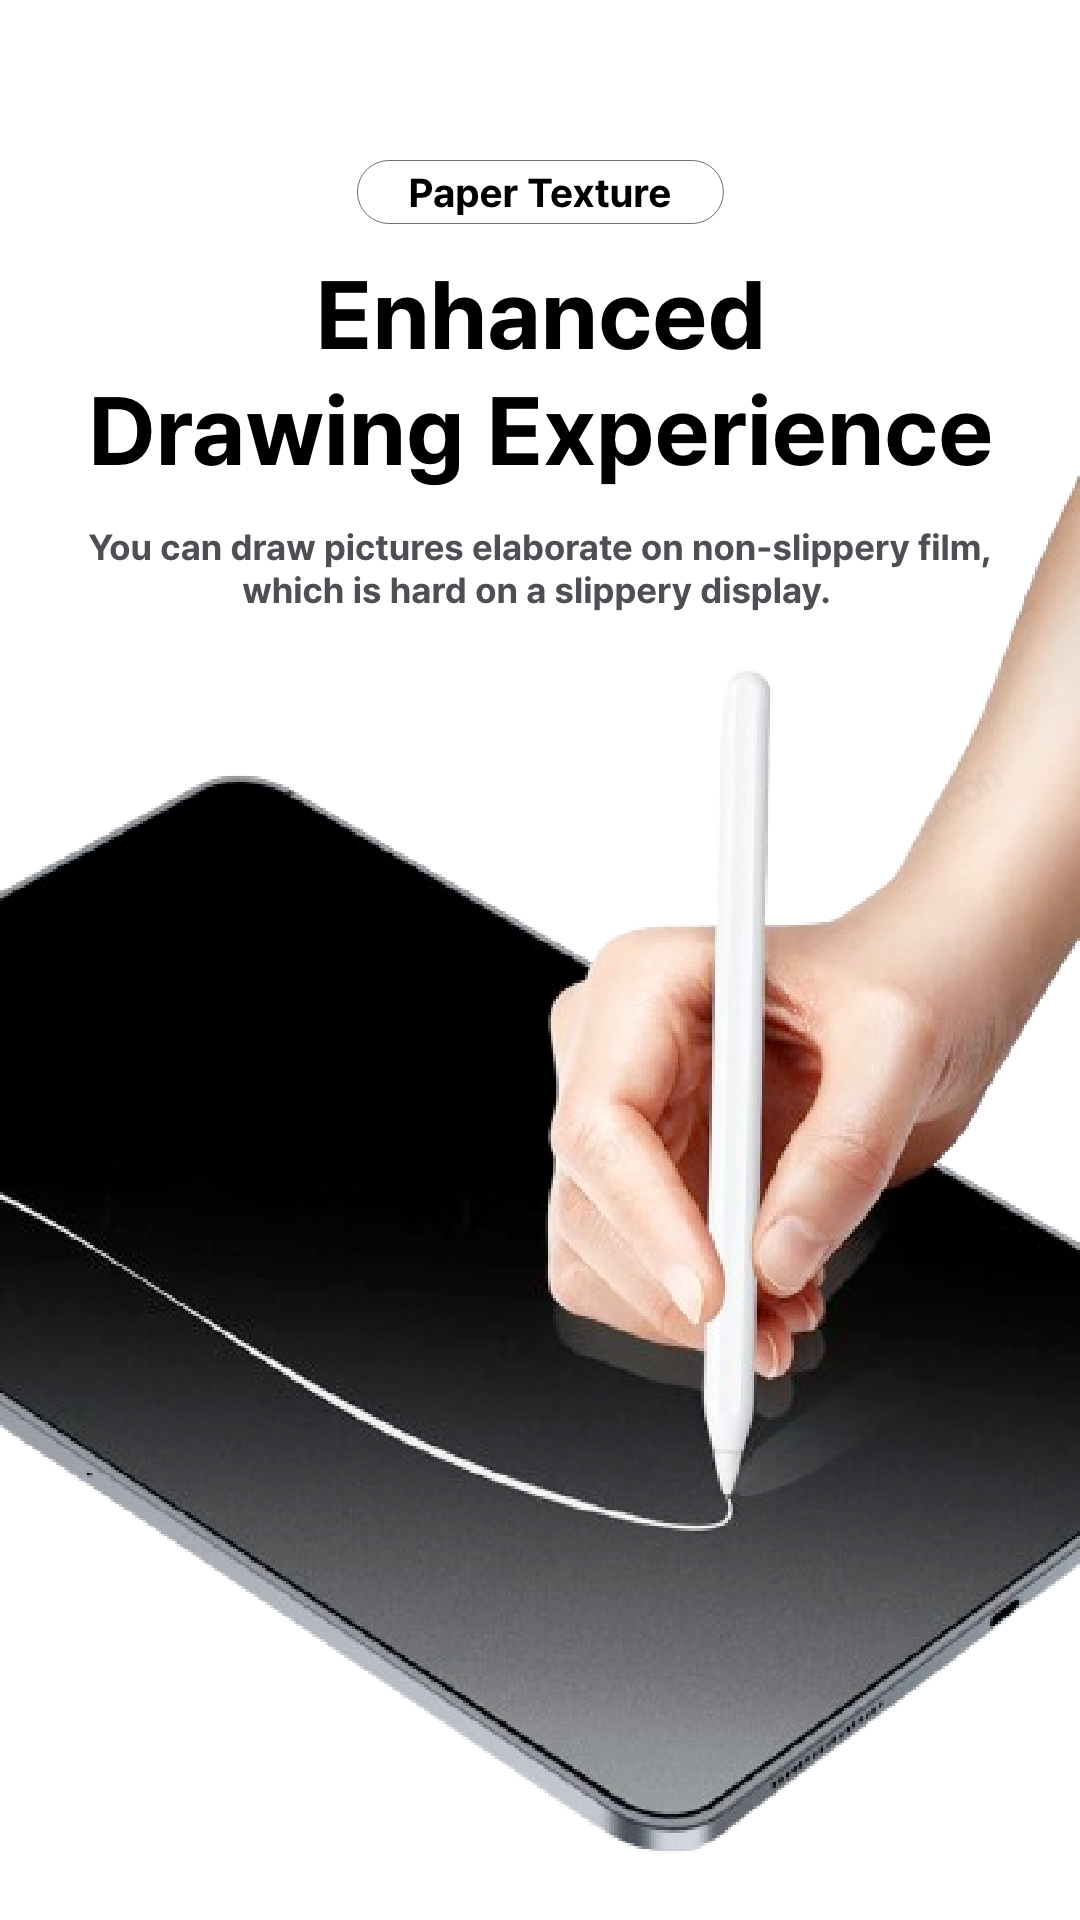 Paper Texture
Enhanced
Drawing Experience
You can draw pictures elaborate on non-slippery film,
which is hard on a slippery display.